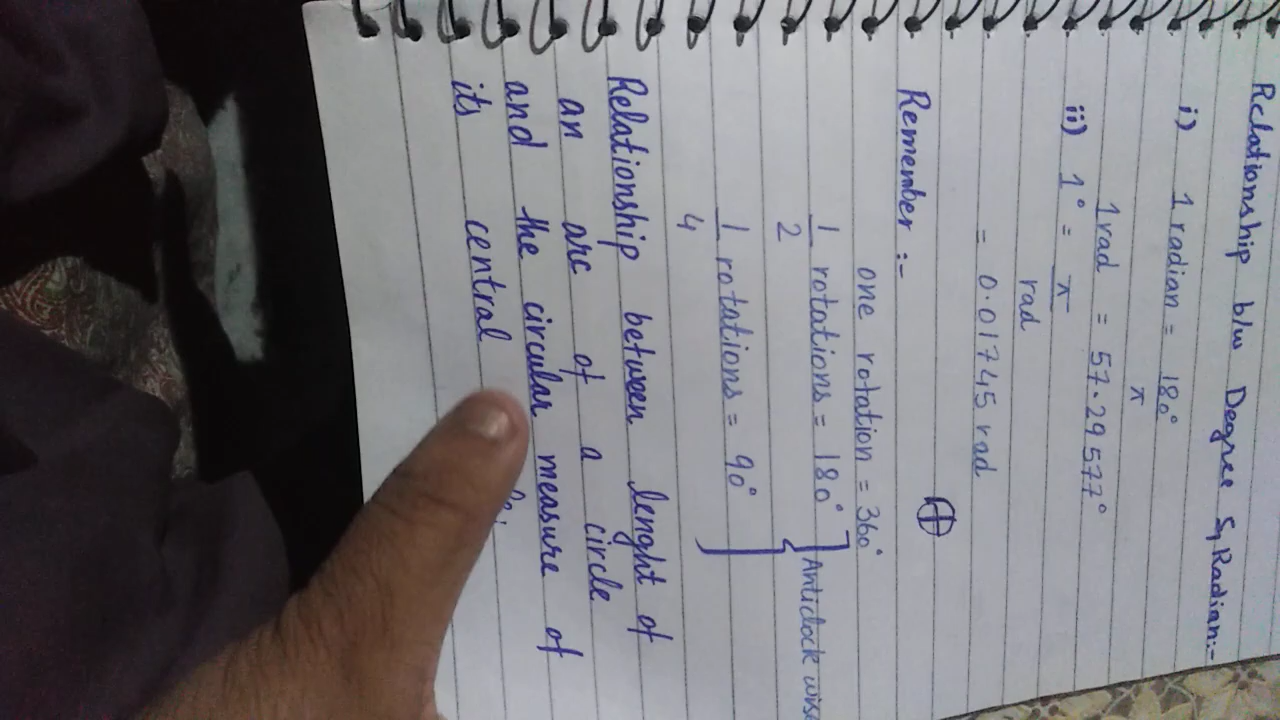 Relationship b/w Degree & Radian:-
i) 1 radian = 180°
π
1 rad = 57.29577°
ii) 1° = π
rad
= 0.01745 rad
Remember :-
one rotation = 360°
1
2 rotations = 180° } Anticlock wise
1
4 rotations = 90°
Relationship between lenght of
an arc of a circle
and the circular measure of
its central